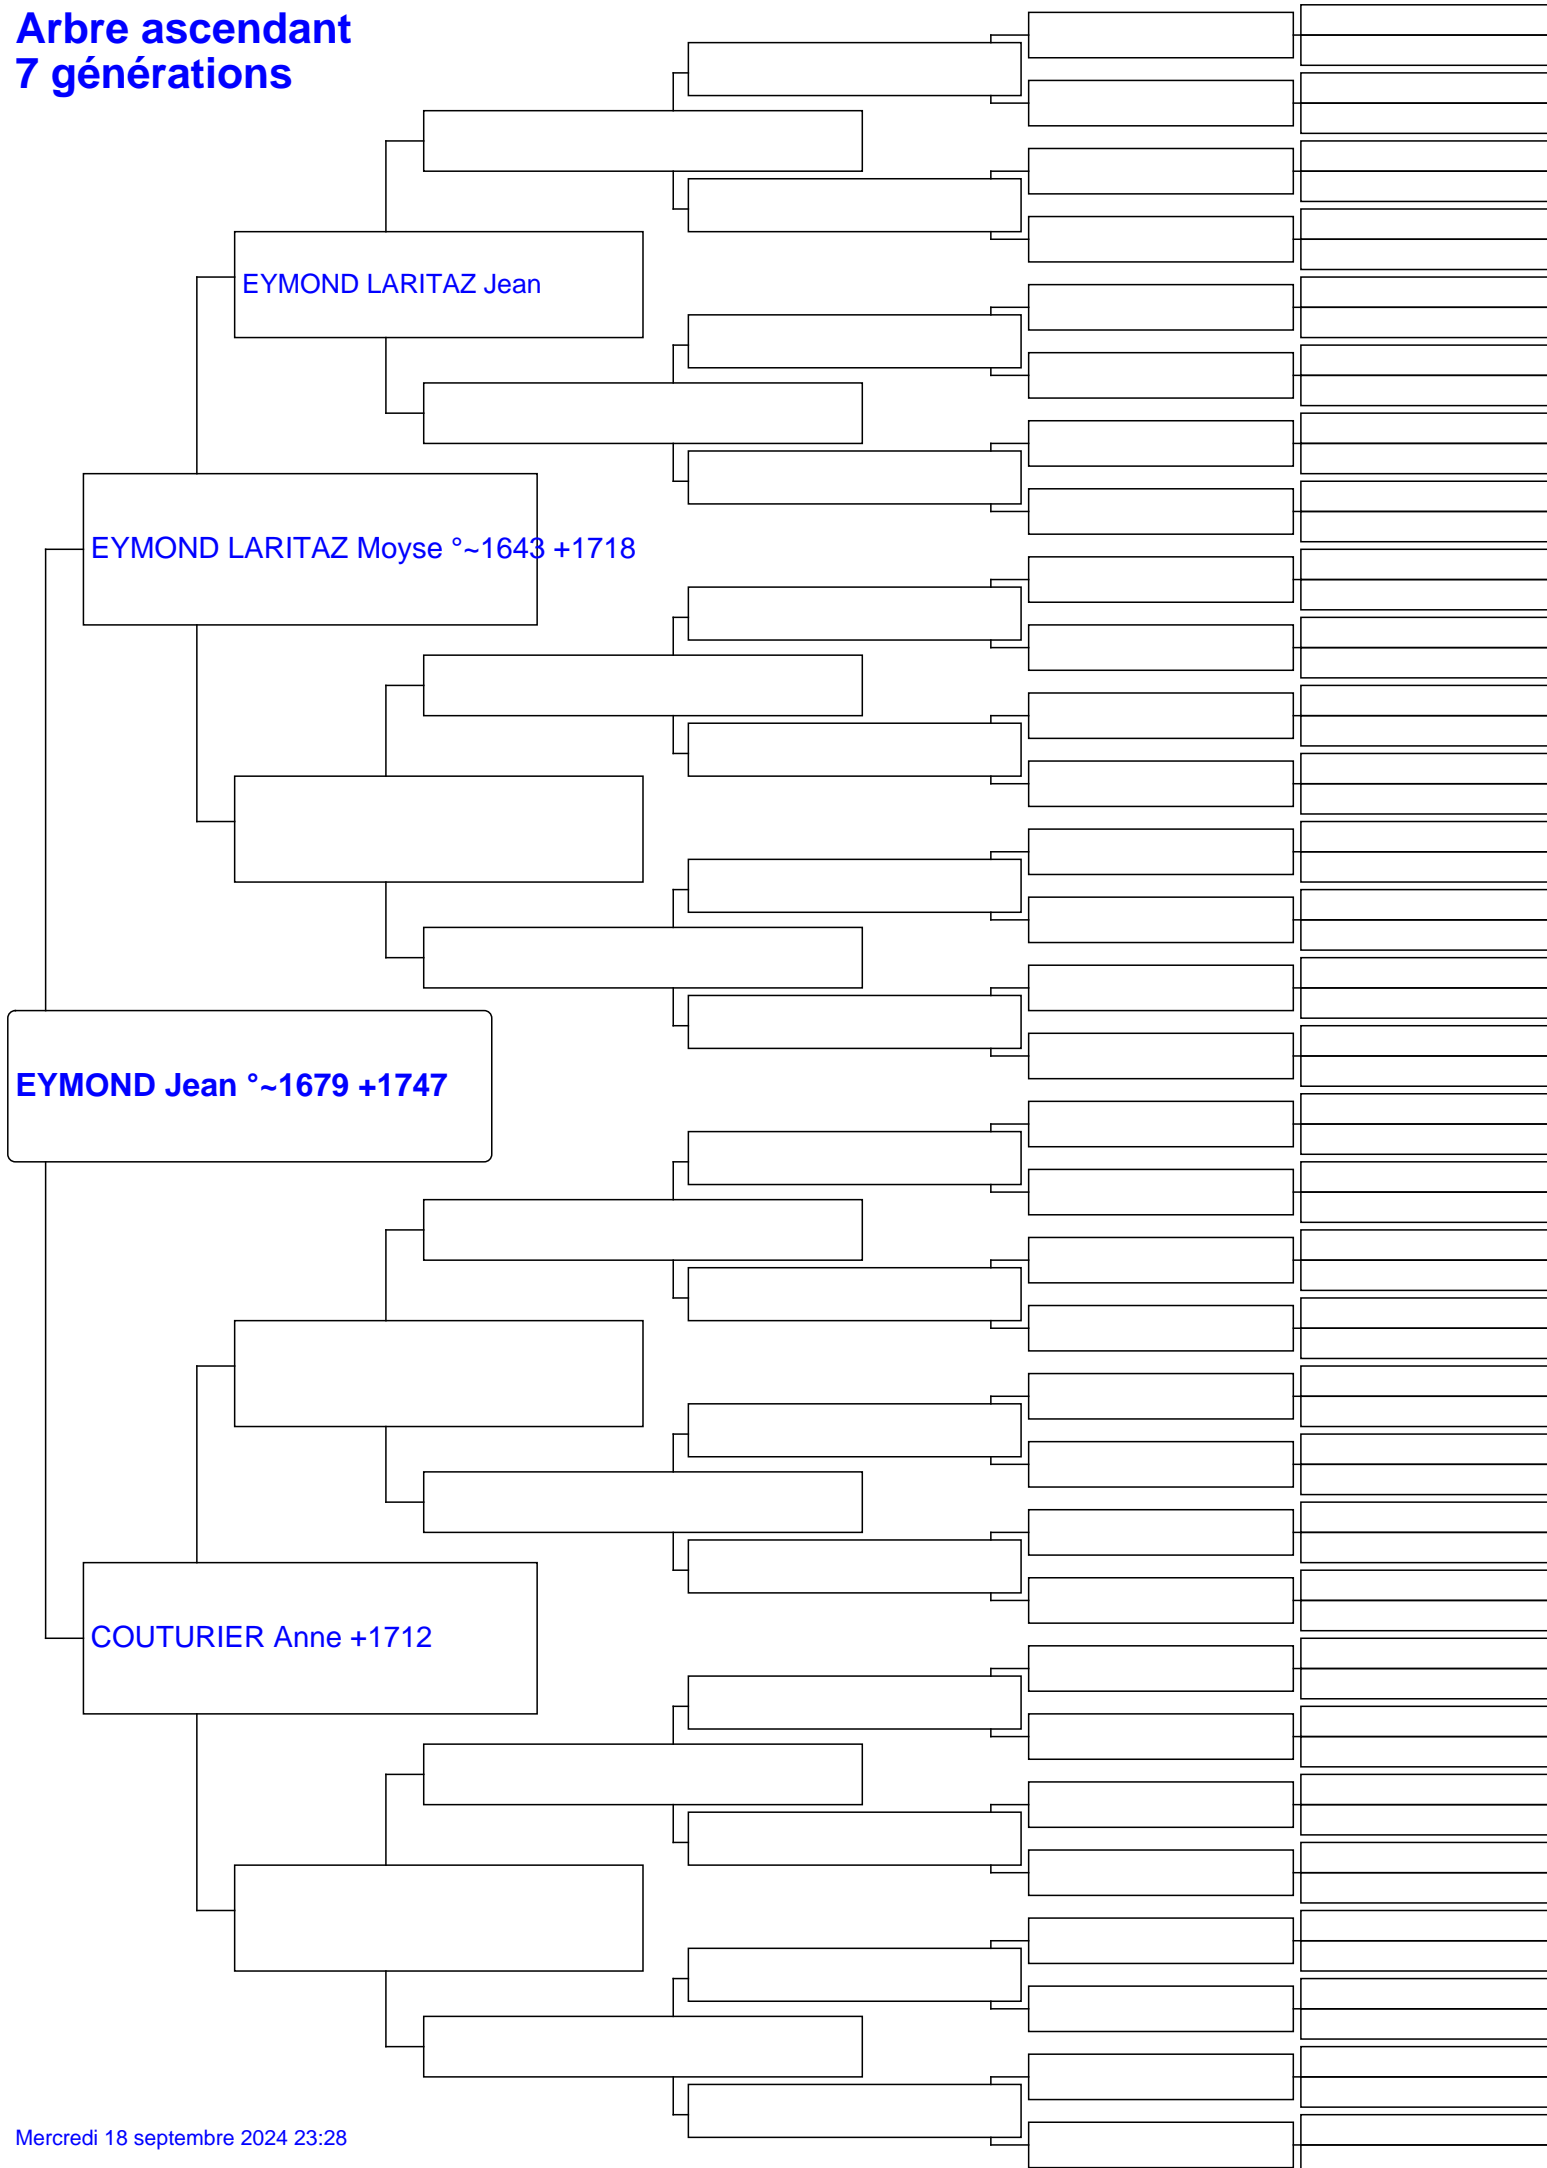 Arbre ascendant
7 générations
EYMOND LARITAZ Jean
EYMOND LARITAZ Moyse °~1643 +1718
EYMOND Jean °~1679 +1747
COUTURIER Anne +1712
Mercredi 18 septembre 2024 23:28